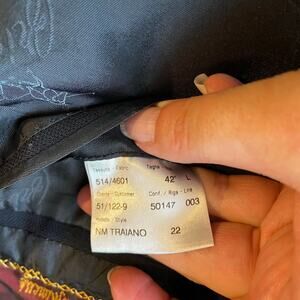 Tessuto - Fabric Taglia
514/4601 42 L
Cliente - Customer Conf. / Riga - Line
51/122-9 50147 003
Modello / Style
NM TRAIANO 22